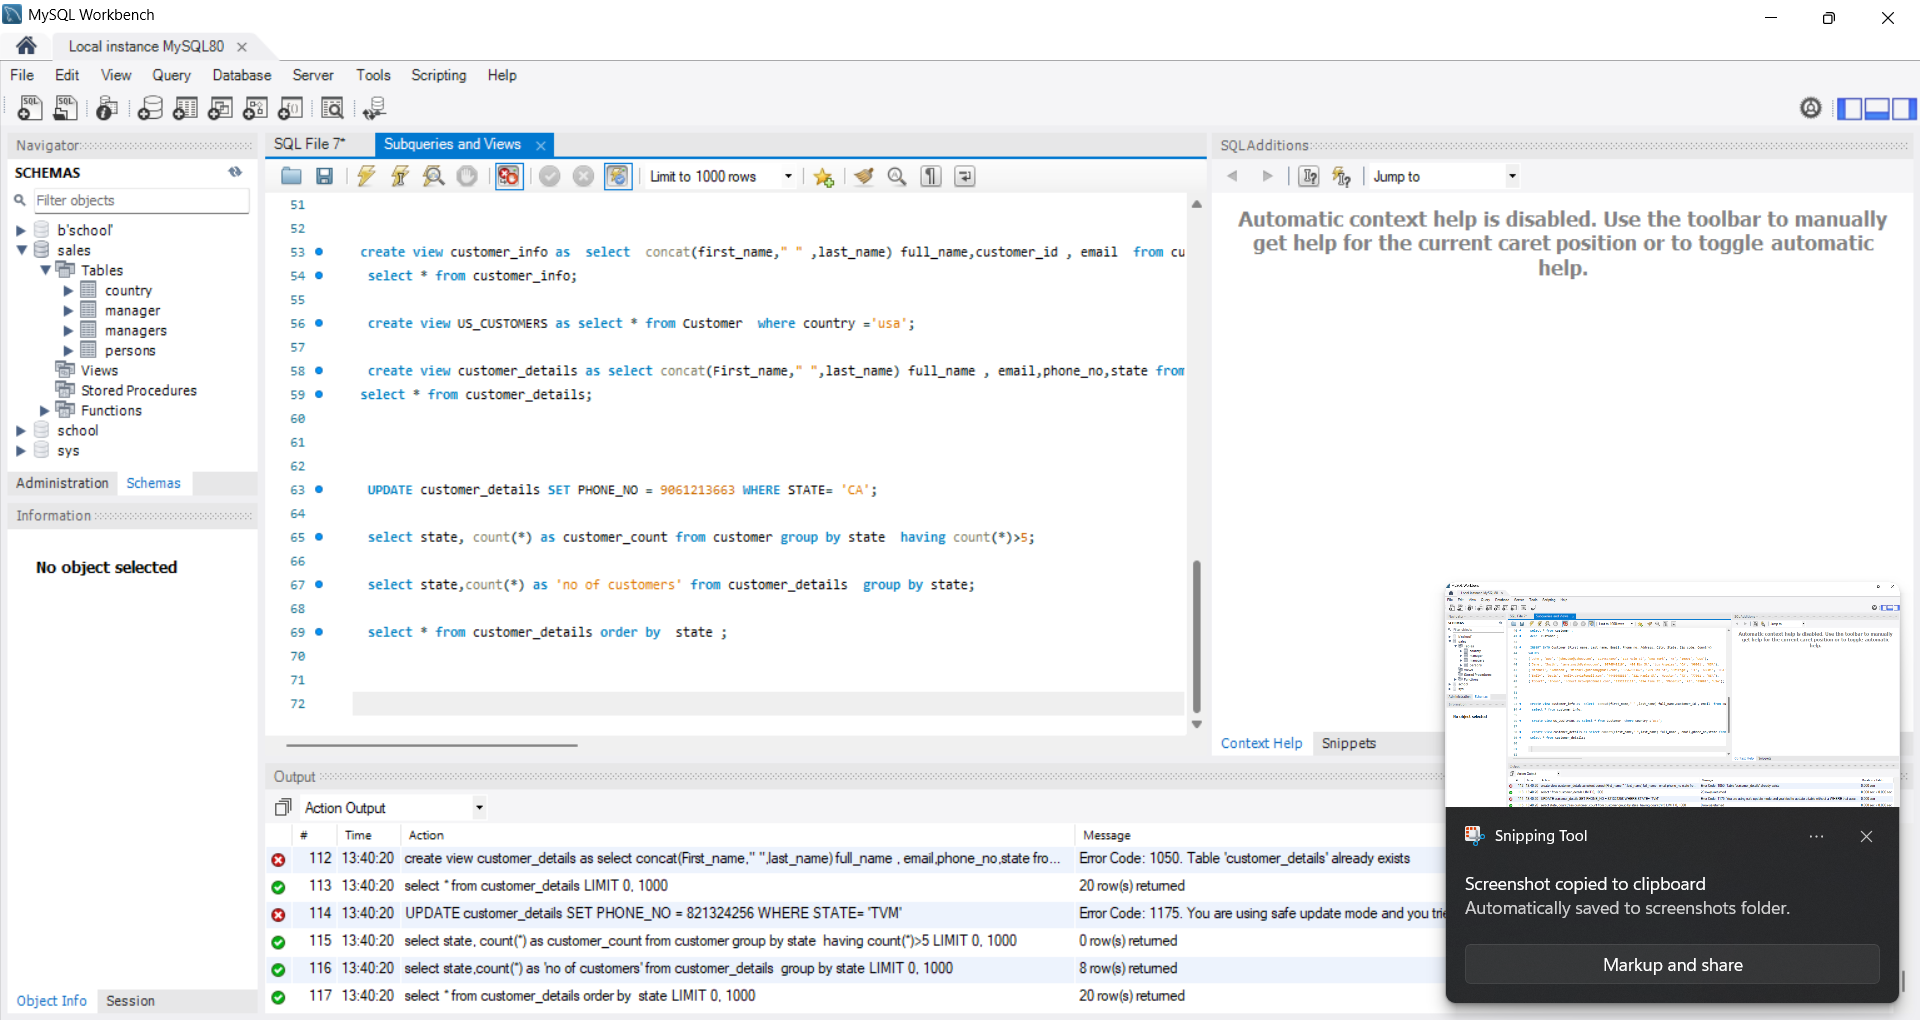 MySQL Workbench
Local instance MySQL80
File Edit View Query Database Server Tools Scripting Help
Navigator
SCHEMAS
Filter objects
b'school'
sales
Tables
country
manager
managers
persons
Views
Stored Procedures
Functions
school
sys
Administration Schemas
Information
No object selected
Object Info Session
SQL File 7* Subqueries and Views
Limit to 1000 rows
51
52
53 create view customer_info as select concat(first_name," " ,last_name) full_name,customer_id , email from cu
54 select * from customer_info;
55
56 create view US_CUSTOMERS as select * from Customer where country ='usa';
57
58 create view customer_details as select concat(First_name," ",last_name) full_name , email,phone_no,state from
59 select * from customer_details;
60
61
62
63 UPDATE customer_details SET PHONE_NO = 9061213663 WHERE STATE= 'CA';
64
65 select state, count(*) as customer_count from customer group by state having count(*)>5;
66
67 select state,count(*) as 'no of customers' from customer_details group by state;
68
69 select * from customer_details order by state ;
70
71
72
SQLAdditions
Jump to
Automatic context help is disabled. Use the toolbar to manually
get help for the current caret position or to toggle automatic
help.
Context Help Snippets
Output
Action Output
# Time Action Message
112 13:40:20 create view customer_details as select concat(First_name," ",last_name) full_name , email,phone_no,state fro... Error Code: 1050. Table 'customer_details' already exists
113 13:40:20 select * from customer_details LIMIT 0, 1000 20 row(s) returned
114 13:40:20 UPDATE customer_details SET PHONE_NO = 821324256 WHERE STATE= 'TVM' Error Code: 1175. You are using safe update mode and you trie
115 13:40:20 select state, count(*) as customer_count from customer group by state having count(*)>5 LIMIT 0, 1000 0 row(s) returned
116 13:40:20 select state,count(*) as 'no of customers' from customer_details group by state LIMIT 0, 1000 8 row(s) returned
117 13:40:20 select * from customer_details order by state LIMIT 0, 1000 20 row(s) returned
Snipping Tool
Screenshot copied to clipboard
Automatically saved to screenshots folder.
Markup and share